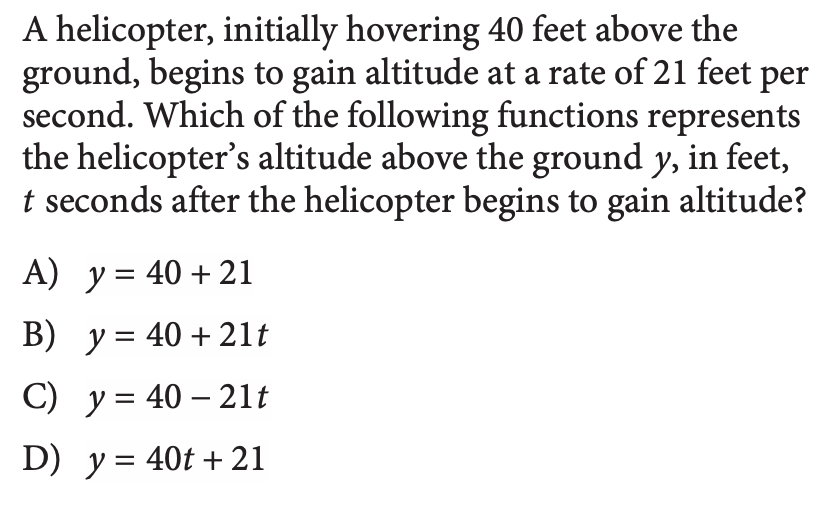 A helicopter, initially hovering 40 feet above the
ground, begins to gain altitude at a rate of 21 feet per
second. Which of the following functions represents
the helicopter’s altitude above the ground y, in feet,
t seconds after the helicopter begins to gain altitude?
A) y = 40 + 21
B) y = 40 + 21t
C) y = 40 – 21t
D) y = 40t + 21